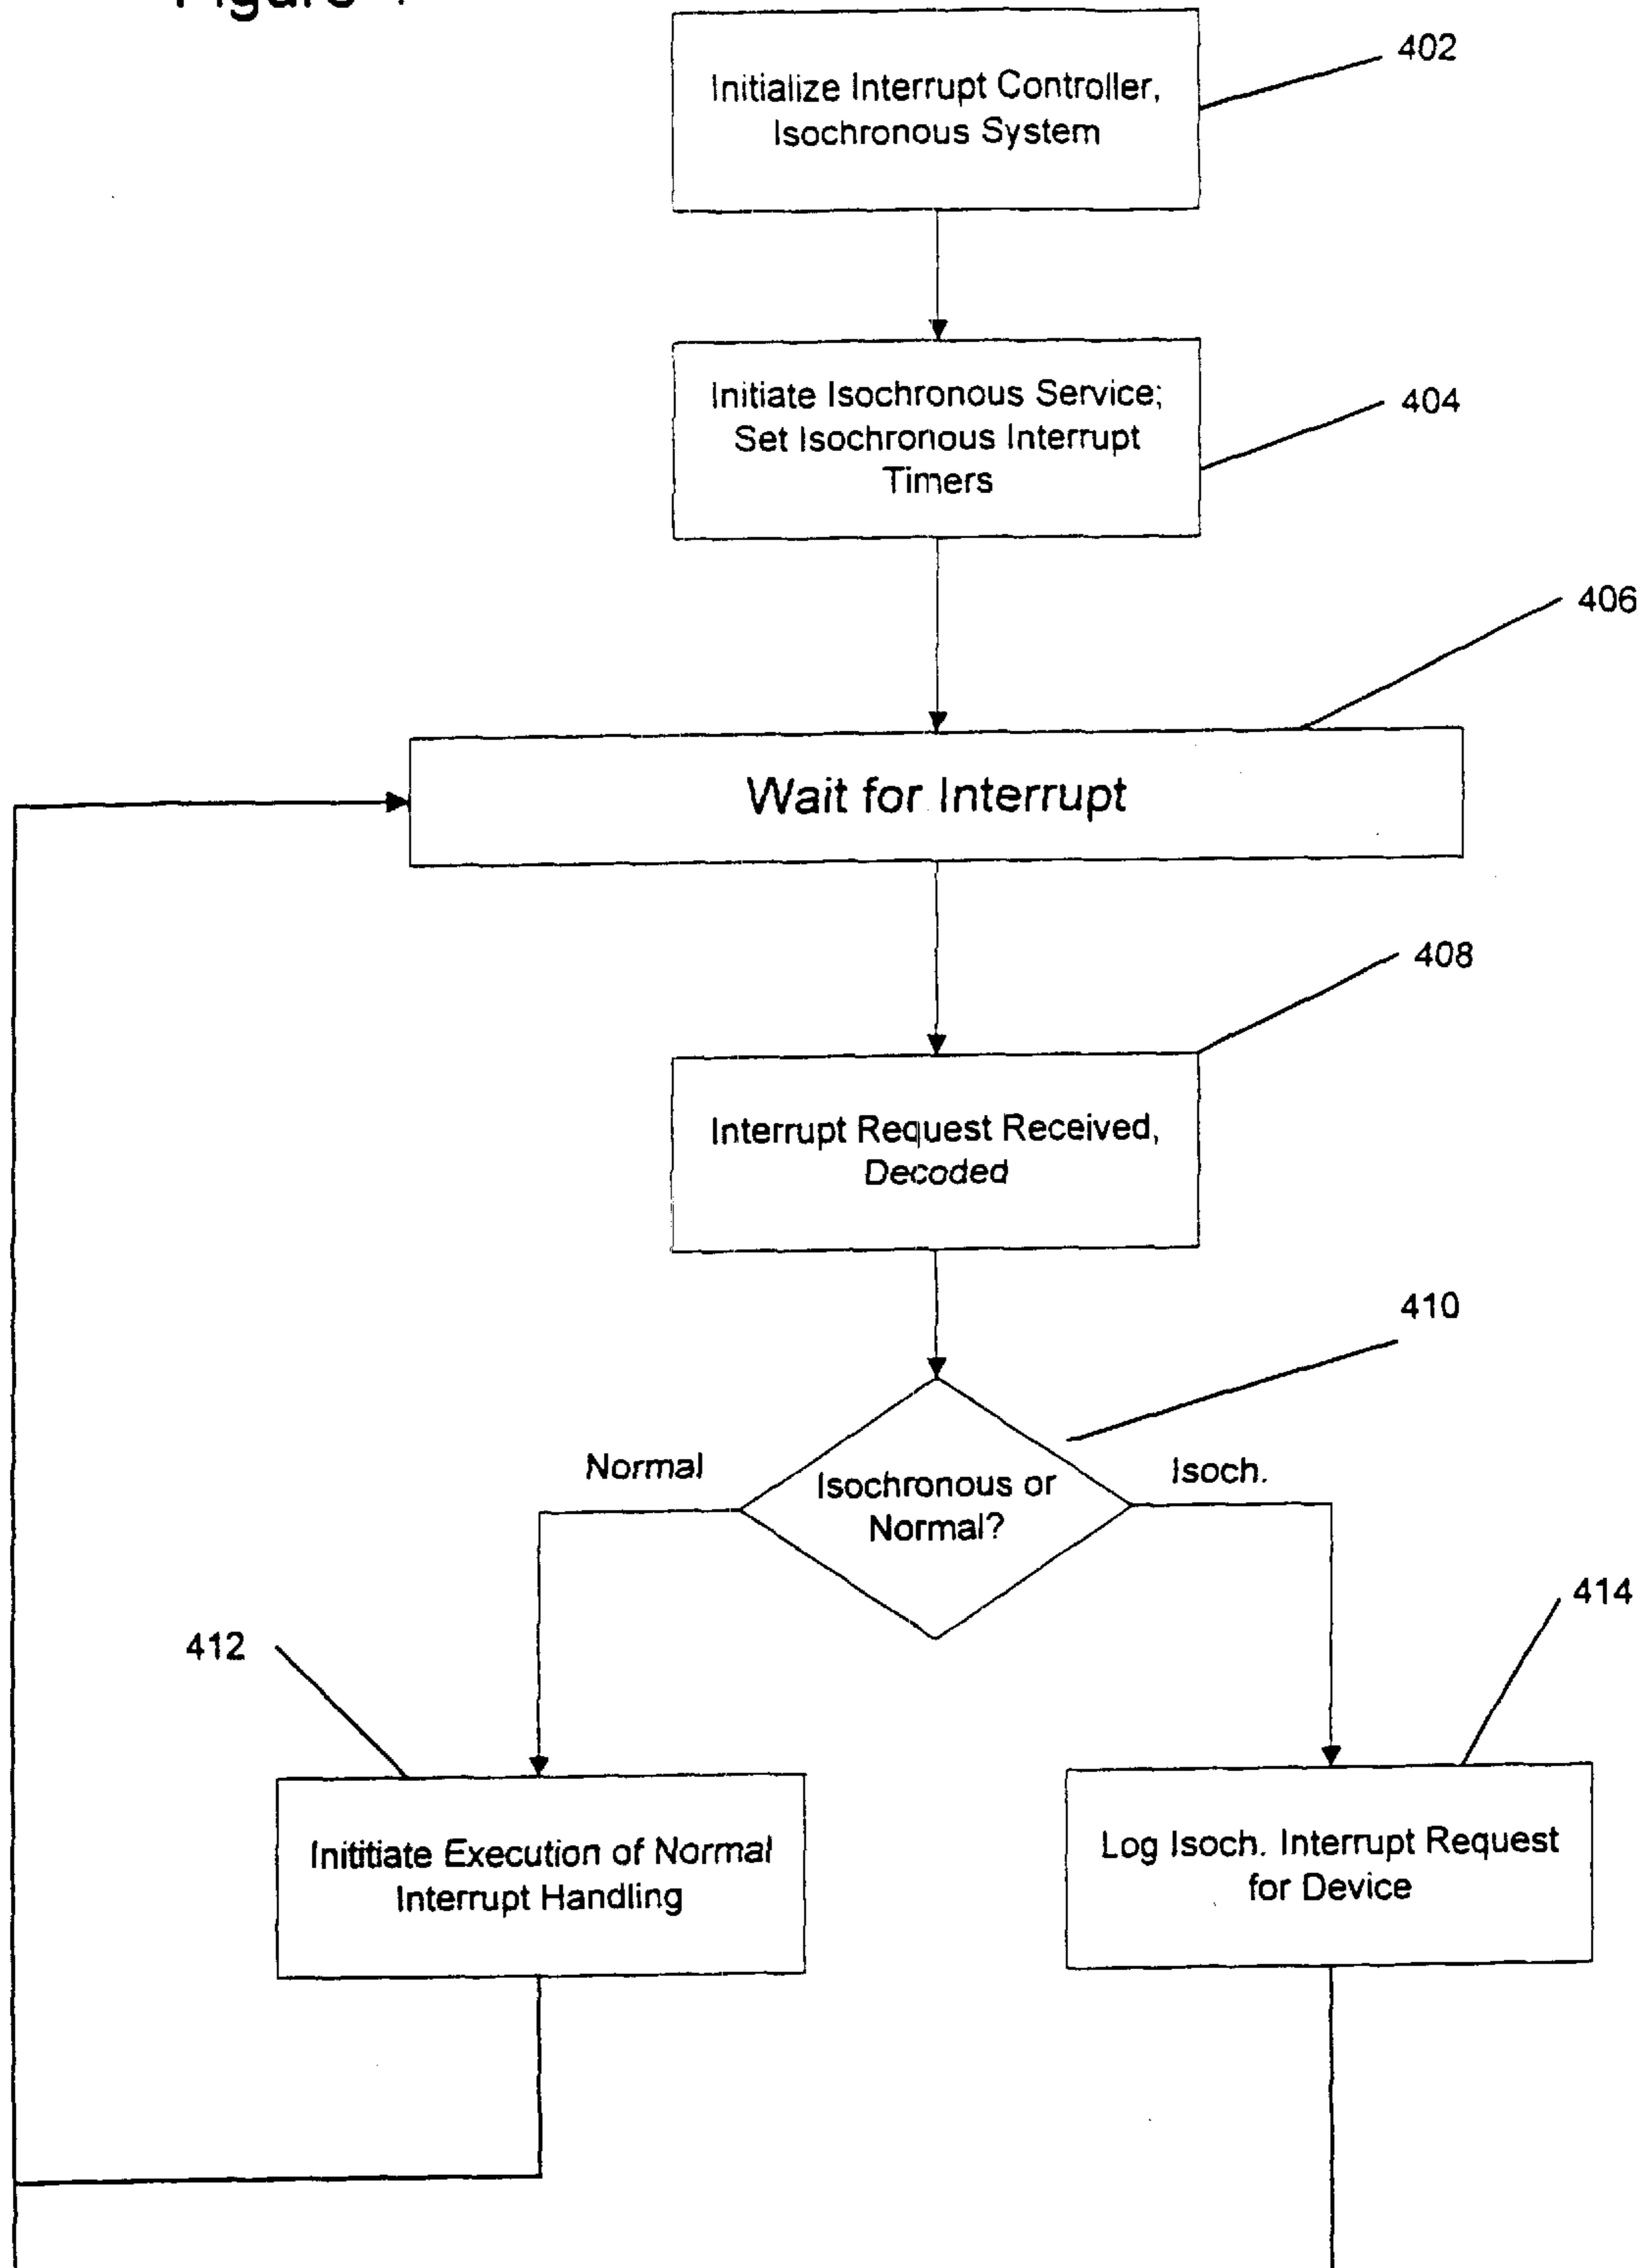 Figure
Initialize Interrupt Controller,
Isochronous System
402
Initiate Isochronous Service;
Set Isochronous Interrupt
Timers
404
406
Wait for Interrupt
408
Interrupt Request Received,
Decoded
410
Normal
Isochronous or
Normal?
Isoch.
412
414
Inititiate Execution of Normal
Interrupt Handling
Log Isoch. Interrupt Request
for Device